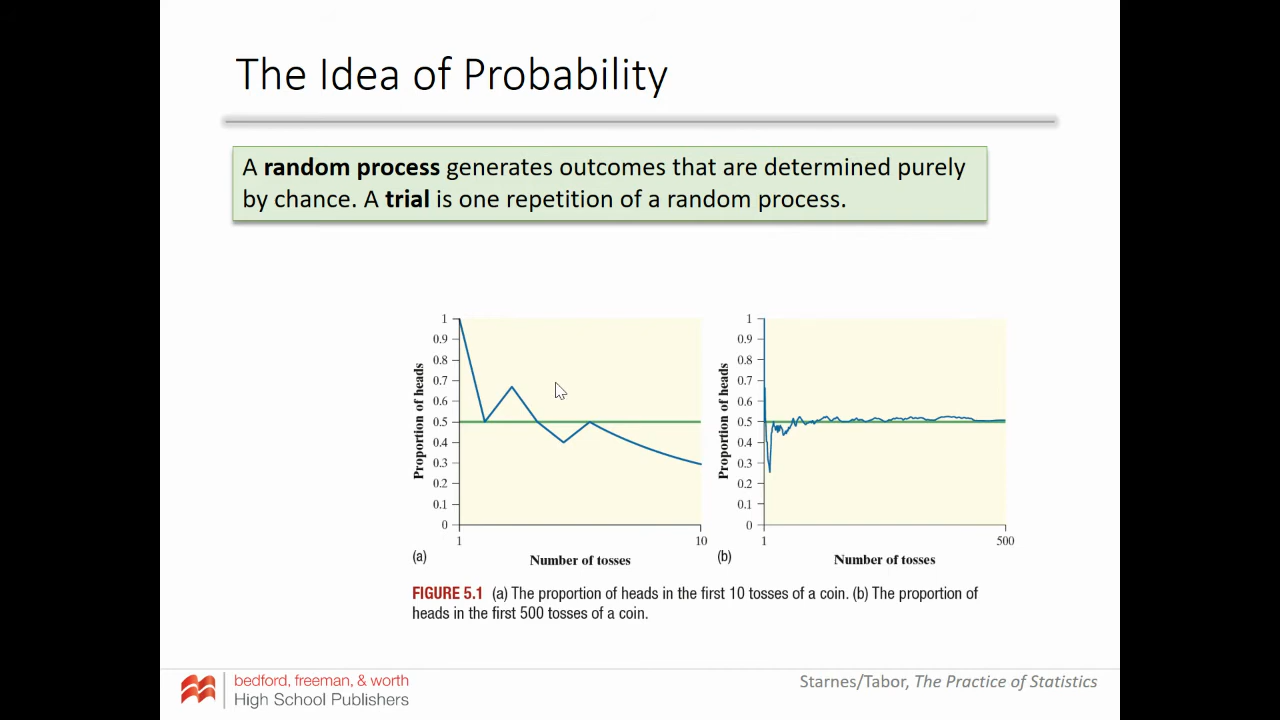 The Idea of Probability
A random process generates outcomes that are determined purely
by chance. A trial is one repetition of a random process.
Proportion of heads
1
0.9
0.8
0.7
0.6
0.5
0.4
0.3
0.2
0.1
0
1
10
(a)
Number of tosses
Proportion of heads
1
0.9
0.8
0.7
0.6
0.5
0.4
0.3
0.2
0.1
0
1
500
(b)
Number of tosses
FIGURE 5.1 (a) The proportion of heads in the first 10 tosses of a coin. (b) The proportion of
heads in the first 500 tosses of a coin.
bedford, freeman, & worth
High School Publishers
Starnes/Tabor, The Practice of Statistics